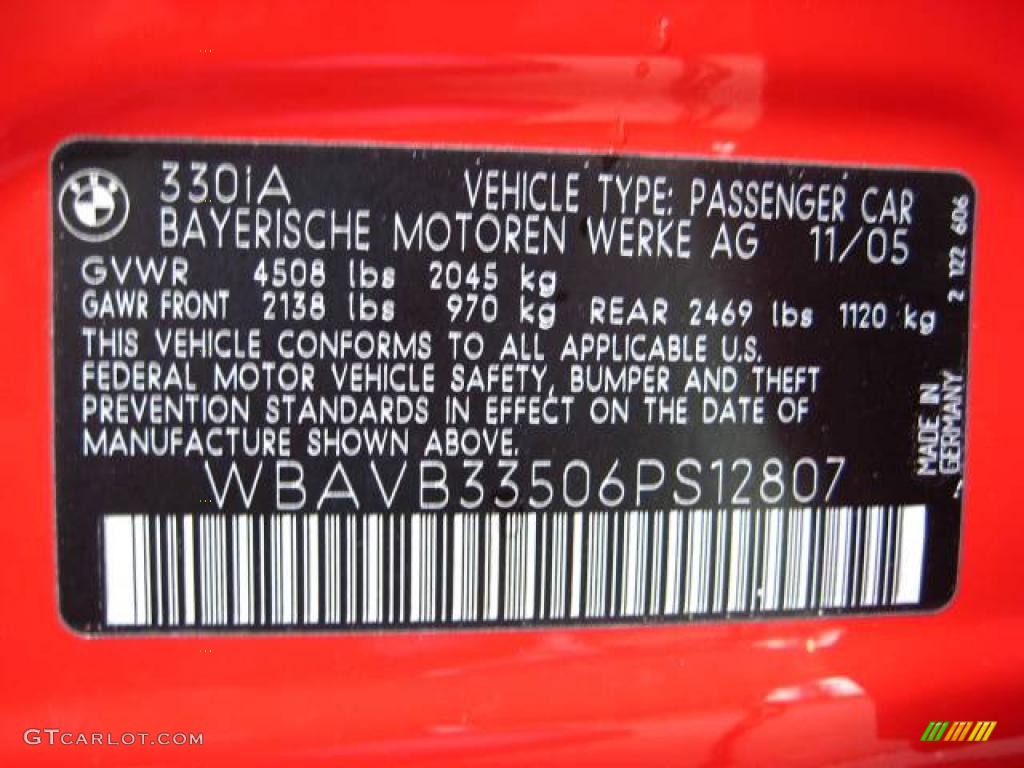 330iA VEHICLE TYPE: PASSENGER CAR
BAYERISCHE MOTOREN WERKE AG 11/05
GVWR 4508 lbs 2045 kg
GAWR FRONT 2138 lbs 970 kg REAR 2469 lbs 1120 kg
THIS VEHICLE CONFORMS TO ALL APPLICABLE U.S.
FEDERAL MOTOR VEHICLE SAFETY, BUMPER AND THEFT
PREVENTION STANDARDS IN EFFECT ON THE DATE OF
MANUFACTURE SHOWN ABOVE.
WBAVB33506PS12807
2 122 606
MADE IN
GERMANY
GTCARLOT.COM